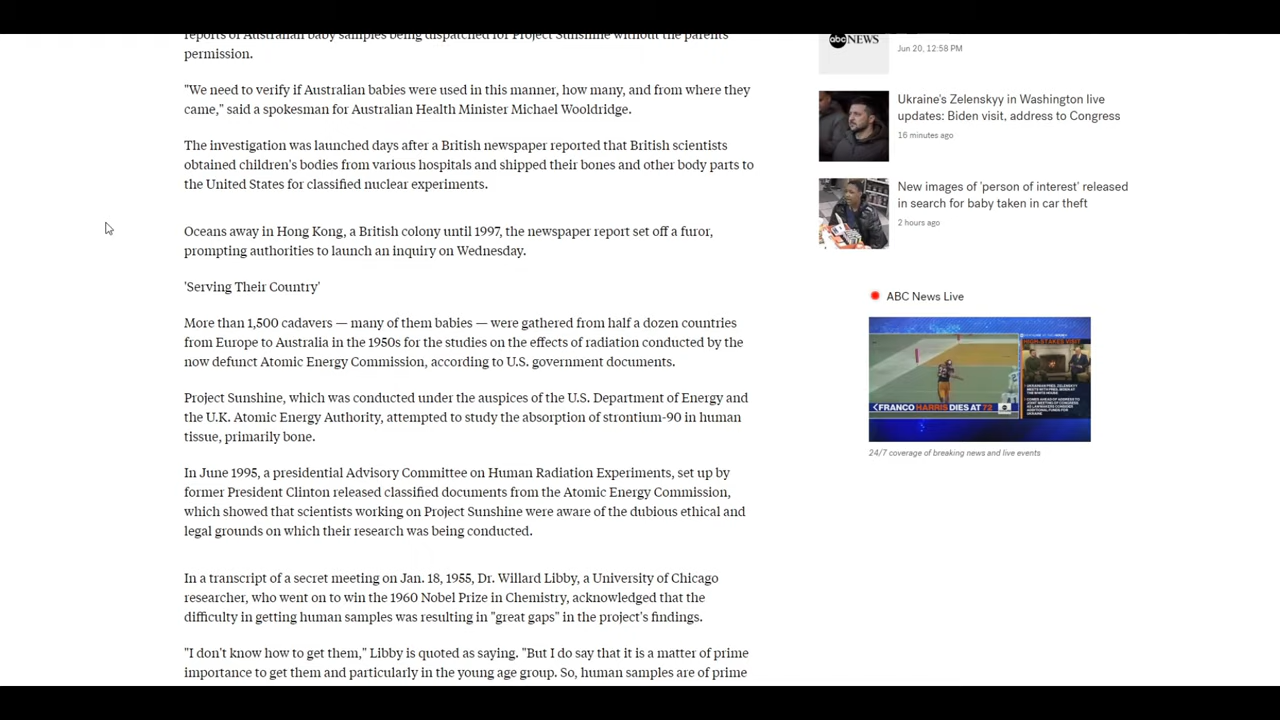 reports of Australian baby samples being dispatched for Project Sunshine without the parents'
permission.
"We need to verify if Australian babies were used in this manner, how many, and from where they
came," said a spokesman for Australian Health Minister Michael Wooldridge.
The investigation was launched days after a British newspaper reported that British scientists
obtained children's bodies from various hospitals and shipped their bones and other body parts to
the United States for classified nuclear experiments.
Oceaus away in Hong Kong, a British colony until 1997, the newspaper report set off a furor,
prompting authorities to launch an inquiry on Wednesday.
'Serving Their Country'
More than 1,500 cadavers — many of them babies — were gathered from half a dozen countries
from Europe to Australia in the 1950s for the studies on the effects of radiation conducted by the
now defunct Atomic Energy Commission, according to U.S. government documents.
Project Sunshine, which was conducted under the auspices of the U.S. Department of Energy and
the U.K. Atomic Energy Authority, attempted to study the absorption of strontium-90 in human
tissue, primarily bone.
In June 1995, a presidential Advisory Committee on Human Radiation Experiments, set up by
former President Clinton released classified documents from the Atomic Energy Commission,
which showed that scientists working on Project Sunshine were aware of the dubious ethical and
legal grounds on which their research was being conducted.
In a transcript of a secret meeting on Jan. 18, 1955, Dr. Willard Libby, a University of Chicago
researcher, who went on to win the 1960 Nobel Prize in Chemistry, acknowledged that the
difficulty in getting human samples was resulting in "great gaps" in the project's findings.
"I don't know how to get them," Libby is quoted as saying. "But I do say that it is a matter of prime
importance to get them and particularly in the young age group. So, human samples are of prime
abc NEWS
Jun 20, 12:58 PM
Ukraine's Zelenskyy in Washington live
updates: Biden visit, address to Congress
16 minutes ago
New images of 'person of interest' released
in search for baby taken in car theft
2 hours ago
ABC News Live
HIGH-STAKES VISIT
FRANCO HARRIS DIES AT 72
24/7 coverage of breaking news and live events